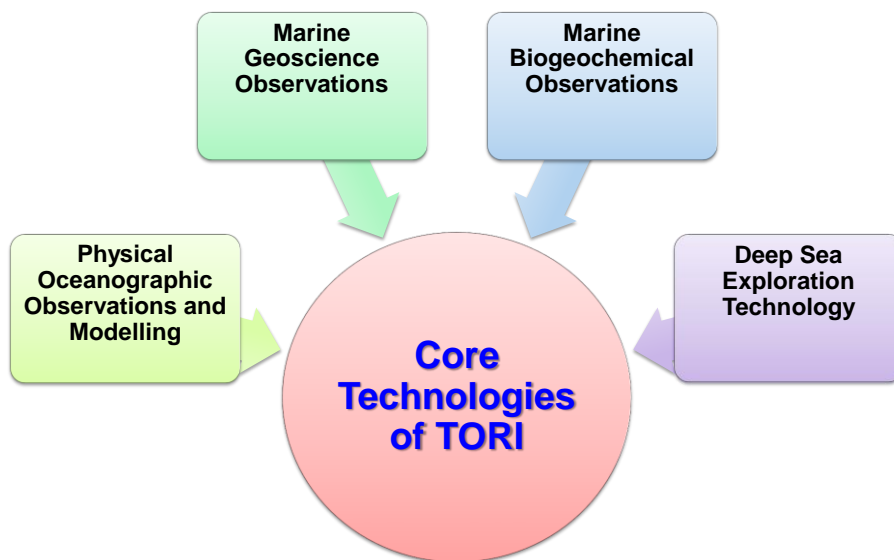 Marine
Geoscience
Observations
Marine
Biogeochemical
Observations
Physical
Oceanographic
Observations and
Modelling
Deep Sea
Exploration
Technology
Core
Technologies
of TORI